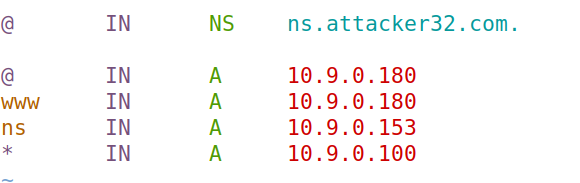 @ IN NS ns.attacker32.com.
@ IN A 10.9.0.180
www IN A 10.9.0.180
ns IN A 10.9.0.153
* IN A 10.9.0.100
~